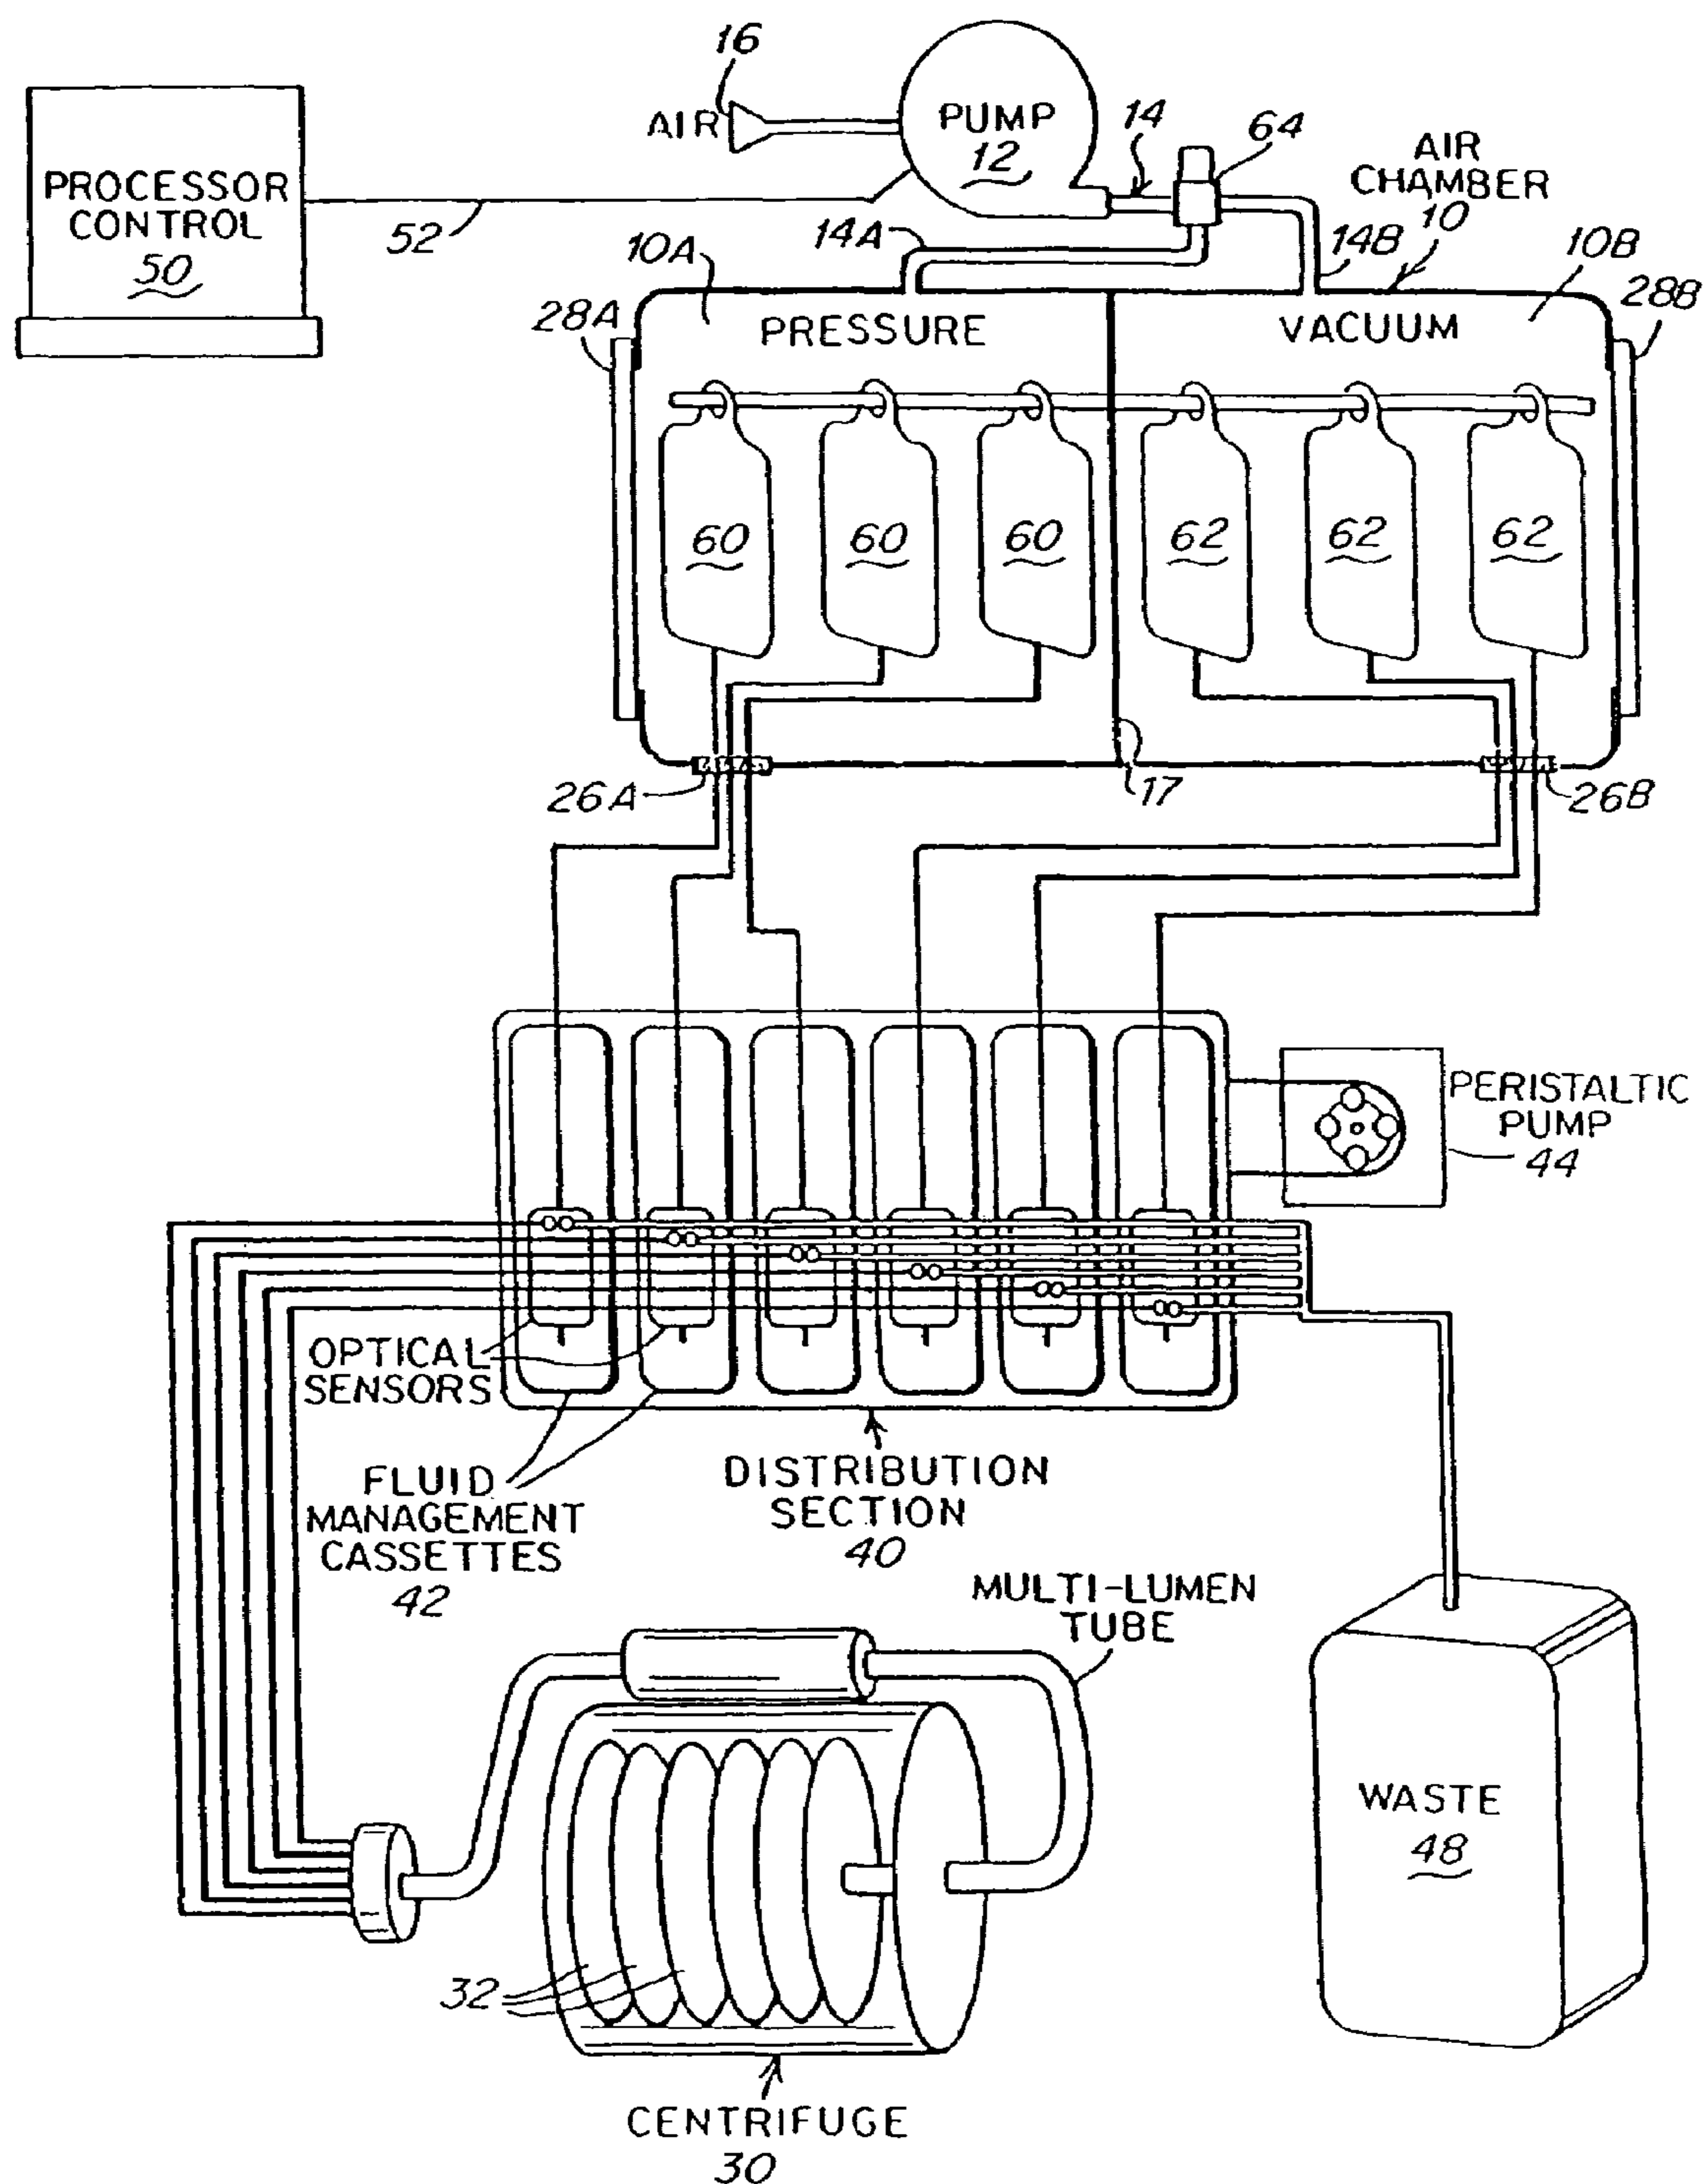 16
AIR
PUMP
12
14
64
AIR
CHAMBER
10
PROCESSOR
CONTROL
50
52
14A
14B
10A
10B
28A
28B
PRESSURE
VACUUM
60
60
60
62
62
62
26A
17
26B
PERISTALTIC
PUMP
44
OPTICAL
SENSORS
FLUID
MANAGEMENT
CASSETTES
42
DISTRIBUTION
SECTION
40
MULTI-LUMEN
TUBE
WASTE
48
32
CENTRIFUGE
30